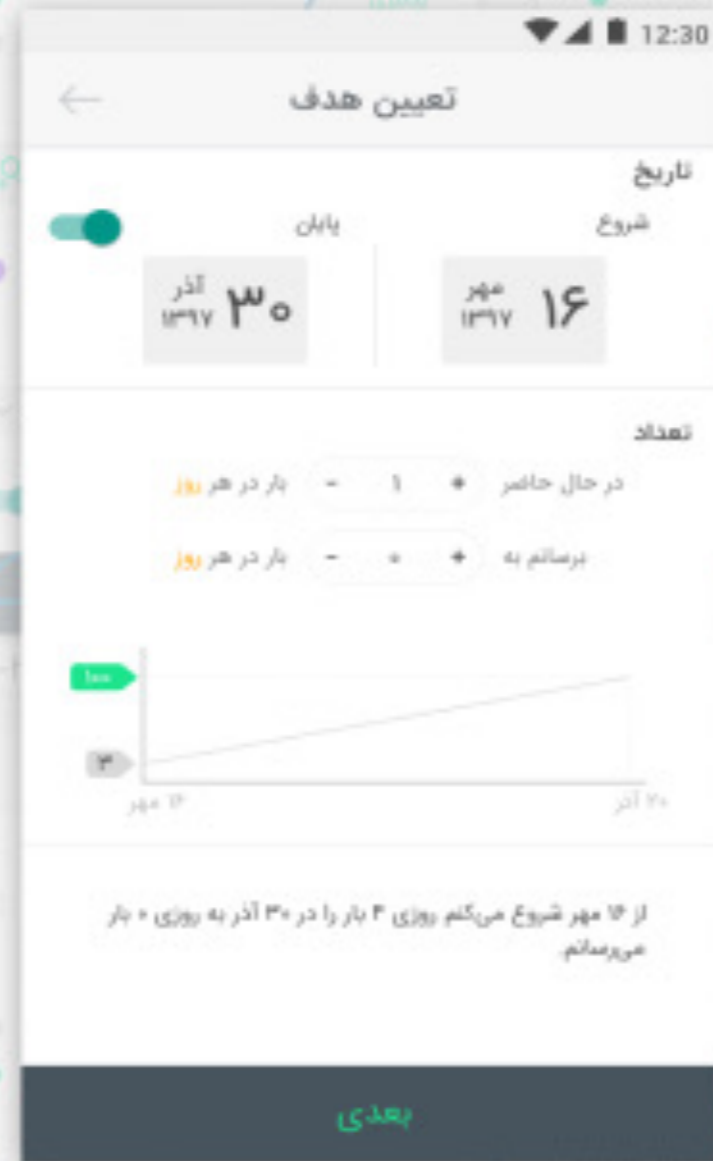 12:30
تعیین هدف
تاریخ
شروع
پایان
۱۶ مهر ۱۳۹۷
۳۰ آذر ۱۳۹۷
تعداد
در حال حاضر + ۱ - بار در هر روز
برسانم به + ۰ - بار در هر روز
۱۰۰
۳
۱۶ مهر
۲۰ آذر
از ۱۶ مهر شروع می‌کنم روزی ۴ بار را در ۳۰ آذر به روزی ۰ بار
می‌رسانم.
بعدی